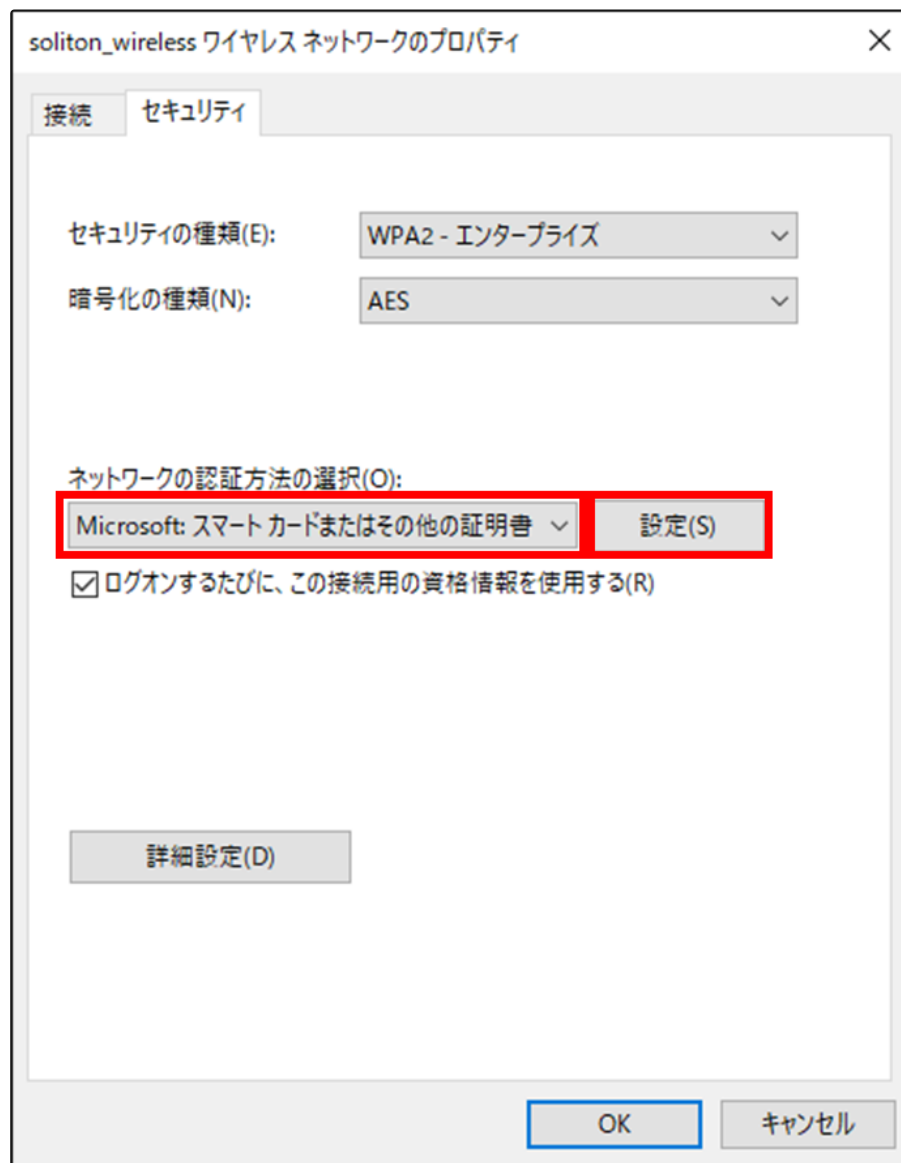 soliton_wireless ワイヤレス ネットワークのプロパティ
接続
セキュリティ
セキュリティの種類(E):
WPA2 - エンタープライズ
暗号化の種類(N):
AES
ネットワークの認証方法の選択(O):
Microsoft: スマート カードまたはその他の証明書
設定(S)
ログオンするたびに、この接続用の資格情報を使用する(R)
詳細設定(D)
OK
キャンセル